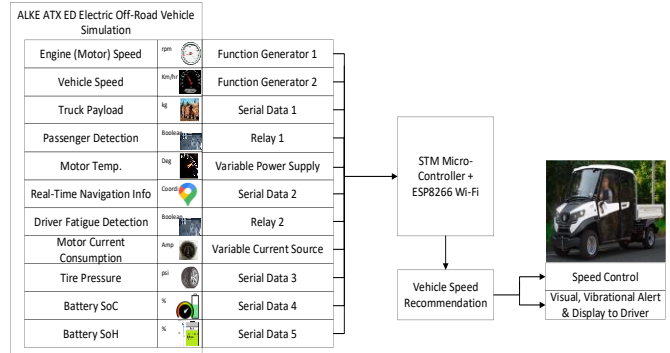 ALKE ATX ED Electric Off-Road Vehicle
Simulation
Engine (Motor) Speed rpm Function Generator 1
Vehicle Speed Km/hr Function Generator 2
Truck Payload kg Serial Data 1
Passenger Detection Boolean Relay 1
Motor Temp. Deg Variable Power Supply
Real-Time Navigation Info Coordi Serial Data 2
Driver Fatigue Detection Boolean Relay 2
Motor Current
Consumption Amp Variable Current Source
Tire Pressure psi Serial Data 3
Battery SoC % Serial Data 4
Battery SoH % Serial Data 5
STM Micro-
Controller +
ESP8266 Wi-Fi
Vehicle Speed
Recommendation
Speed Control
Visual, Vibrational Alert
& Display to Driver